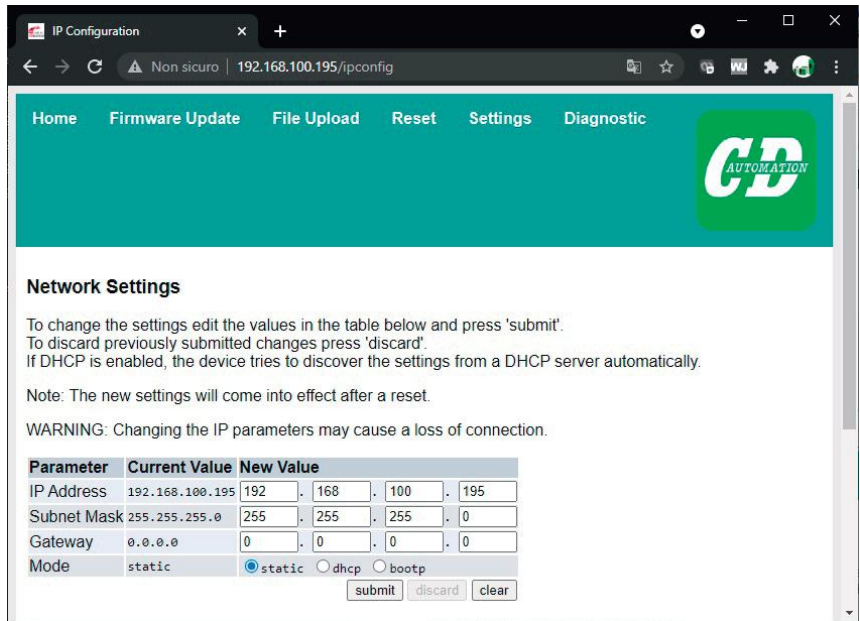 IP Configuration
Non sicuro | 192.168.100.195/ipconfig
Home Firmware Update File Upload Reset Settings Diagnostic
CD
AUTOMATION
Network Settings
To change the settings edit the values in the table below and press 'submit'.
To discard previously submitted changes press 'discard'.
If DHCP is enabled, the device tries to discover the settings from a DHCP server automatically.
Note: The new settings will come into effect after a reset.
WARNING: Changing the IP parameters may cause a loss of connection.
Parameter Current Value New Value
IP Address 192.168.100.195 192 . 168 . 100 . 195
Subnet Mask 255.255.255.0 255 . 255 . 255 . 0
Gateway 0.0.0.0 0 . 0 . 0 . 0
Mode static static dhcp bootp
submit discard clear